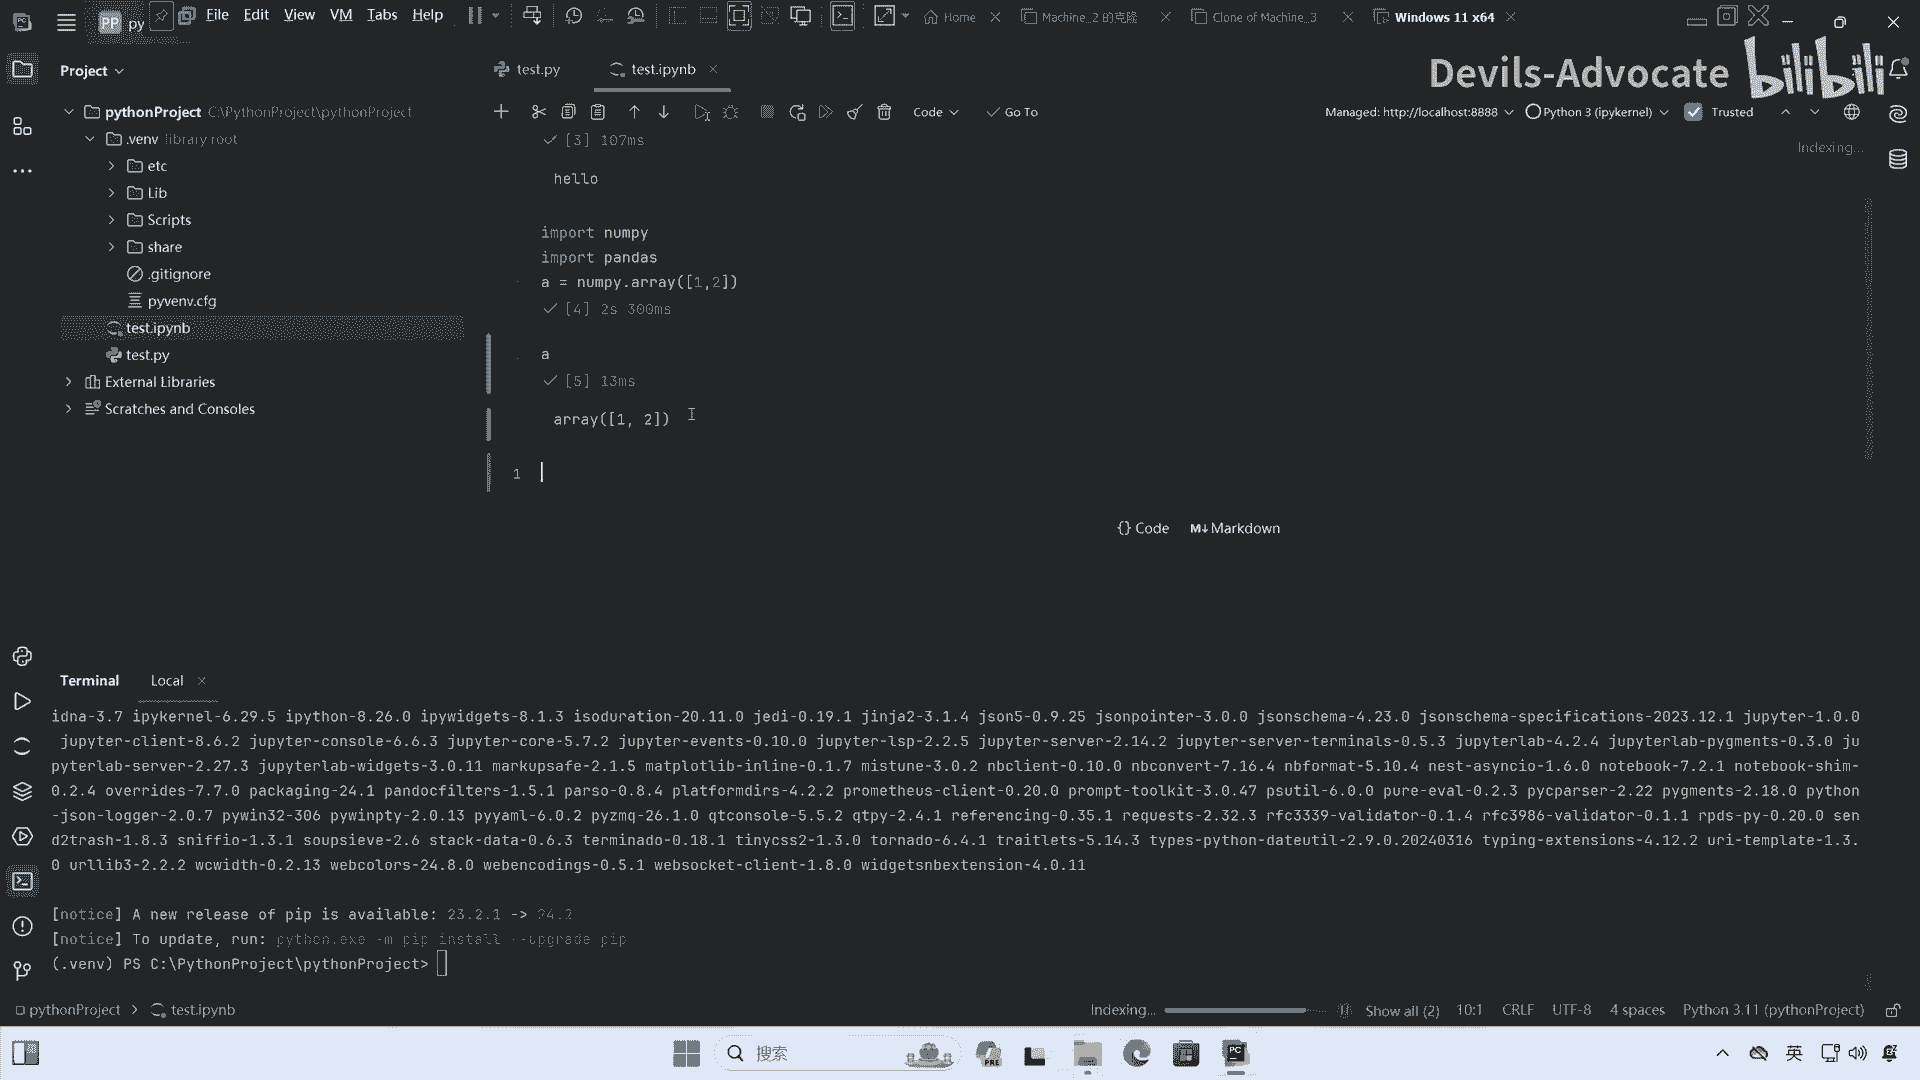 PP py File Edit View VM Tabs Help Home Machine_2 的克隆 Clone of Machine_3 Windows 11 x64
Project
test.py test.ipynb
Devils-Advocate bilibili
pythonProject C:\PythonProject\pythonProject
Code Go To
Managed: http://localhost:8888 Python 3 (ipykernel) Trusted
.venv library root
[3] 107ms
Indexing...
etc
hello
Lib
Scripts
import numpy
share
import pandas
.gitignore
a = numpy.array([1,2])
pyvenv.cfg
[4] 2s 300ms
test.ipynb
test.py
a
External Libraries
[5] 13ms
Scratches and Consoles
array([1, 2])
1
{} Code M↓ Markdown
Terminal Local
idna-3.7 ipykernel-6.29.5 ipython-8.26.0 ipywidgets-8.1.3 isoduration-20.11.0 jedi-0.19.1 jinja2-3.1.4 json5-0.9.25 jsonpointer-3.0.0 jsonschema-4.23.0 jsonschema-specifications-2023.12.1 jupyter-1.0.0
jupyter-client-8.6.2 jupyter-console-6.6.3 jupyter-core-5.7.2 jupyter-events-0.10.0 jupyter-lsp-2.2.5 jupyter-server-2.14.2 jupyter-server-terminals-0.5.3 jupyterlab-4.2.4 jupyterlab-pygments-0.3.0 ju
pyterlab-server-2.27.3 jupyterlab-widgets-3.0.11 markupsafe-2.1.5 matplotlib-inline-0.1.7 mistune-3.0.2 nbclient-0.10.0 nbconvert-7.16.4 nbformat-5.10.4 nest-asyncio-1.6.0 notebook-7.2.1 notebook-shim-
0.2.4 overrides-7.7.0 packaging-24.1 pandocfilters-1.5.1 parso-0.8.4 platformdirs-4.2.2 prometheus-client-0.20.0 prompt-toolkit-3.0.47 psutil-6.0.0 pure-eval-0.2.3 pycparser-2.22 pygments-2.18.0 python
-json-logger-2.0.7 pywin32-306 pywinpty-2.0.13 pyyaml-6.0.2 pyzmq-26.1.0 qtconsole-5.5.2 qtpy-2.4.1 referencing-0.35.1 requests-2.32.3 rfc3339-validator-0.1.4 rfc3986-validator-0.1.1 rpds-py-0.20.0 sen
d2trash-1.8.3 sniffio-1.3.1 soupsieve-2.6 stack-data-0.6.3 terminado-0.18.1 tinycss2-1.3.0 tornado-6.4.1 traitlets-5.14.3 types-python-dateutil-2.9.0.20240316 typing-extensions-4.12.2 uri-template-1.3.
0 urllib3-2.2.2 wcwidth-0.2.13 webcolors-24.8.0 webencodings-0.5.1 websocket-client-1.8.0 widgetsnbextension-4.0.11
[notice] A new release of pip is available: 23.2.1 -> 24.2
[notice] To update, run: python.exe -m pip install --upgrade pip
(.venv) PS C:\PythonProject\pythonProject>
pythonProject test.ipynb
Indexing... Show all (2) 10:1 CRLF UTF-8 4 spaces Python 3.11 (pythonProject)
搜索 PRE PC 英